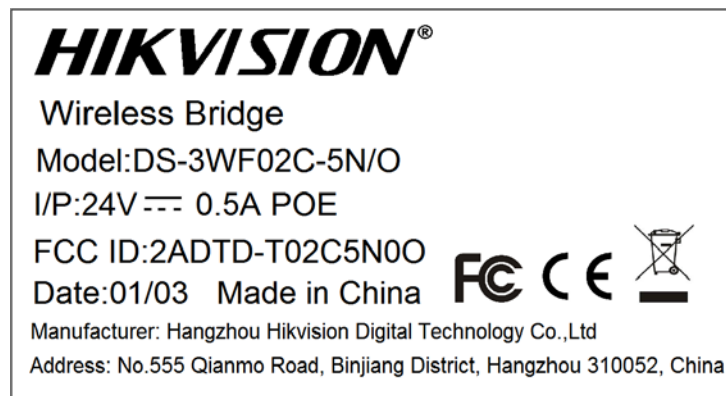 HIKVISION®
Wireless Bridge
Model:DS-3WF02C-5N/O
I/P:24V ⎓ 0.5A POE
FCC ID:2ADTD-T02C5N0O
Date:01/03 Made in China FC CE
Manufacturer: Hangzhou Hikvision Digital Technology Co.,Ltd
Address: No.555 Qianmo Road, Binjiang District, Hangzhou 310052, China